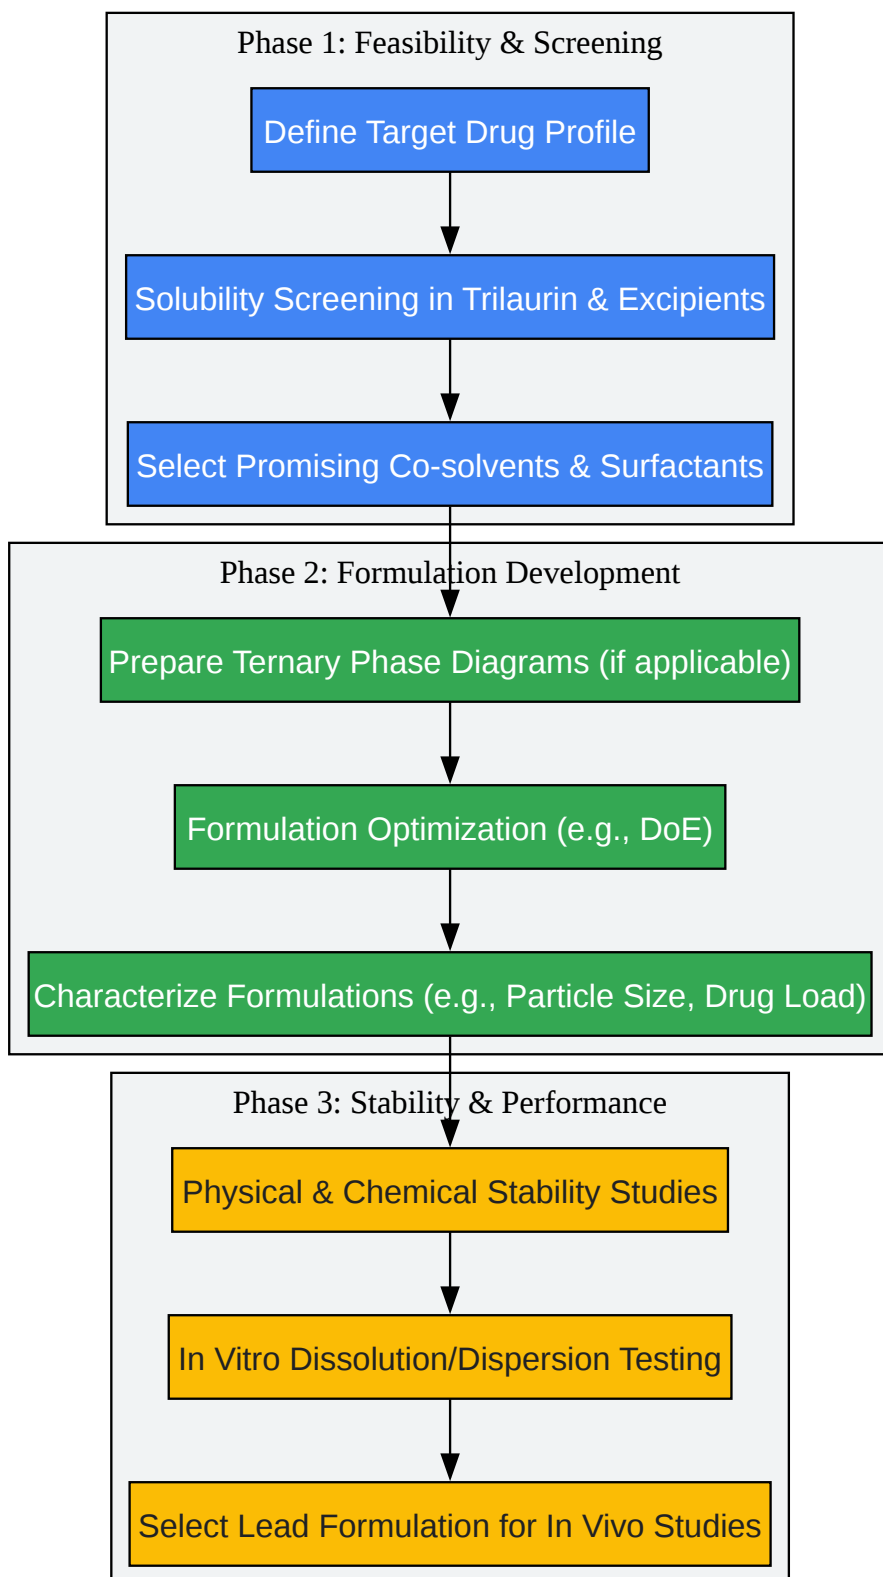 Phase 1: Feasibility & Screening
Define Target Drug Profile
Solubility Screening in Trilaurin & Excipients
Select Promising Co-solvents & Surfactants
Phase 2: Formulation Development
Prepare Ternary Phase Diagrams (if applicable)
Formulation Optimization (e.g., DoE)
Characterize Formulations (e.g., Particle Size, Drug Load)
Phase 3: Stability & Performance
Physical & Chemical Stability Studies
In Vitro Dissolution/Dispersion Testing
Select Lead Formulation for In Vivo Studies